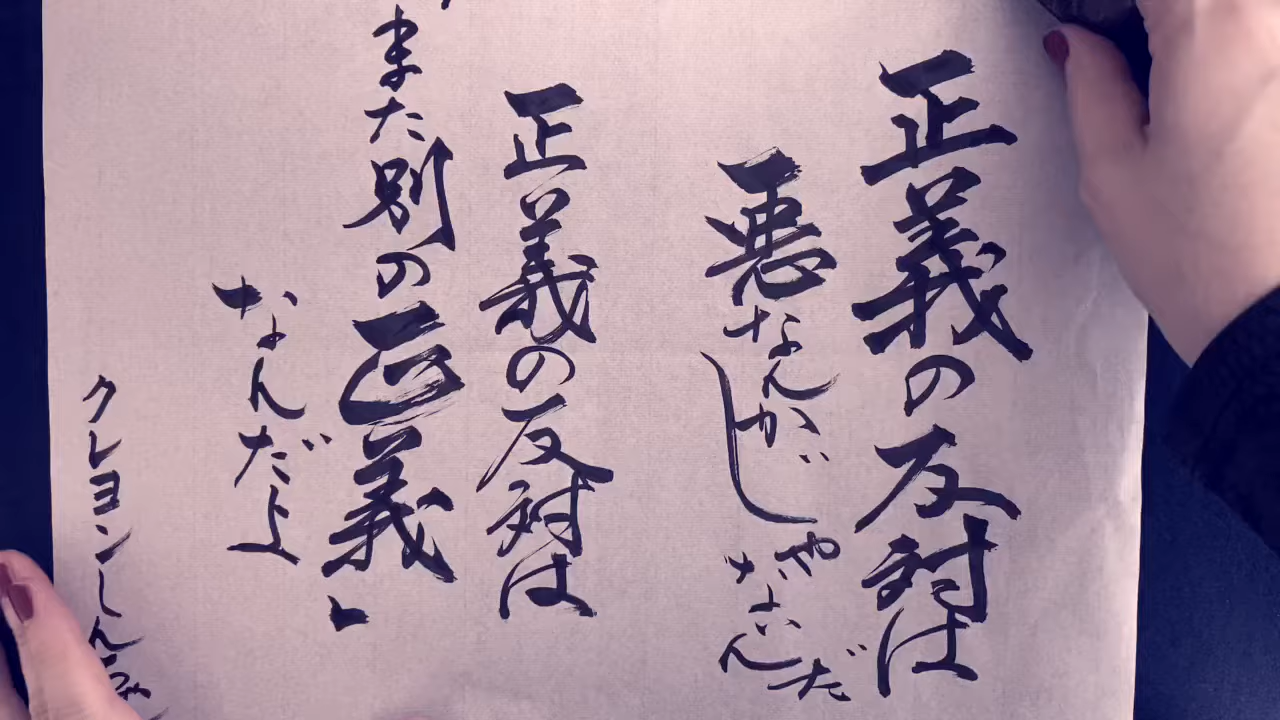 正義の反対は
悪なんかじゃないんだ
正義の反対は
「また別の正義」
なんだよ
クレヨンしんちゃ